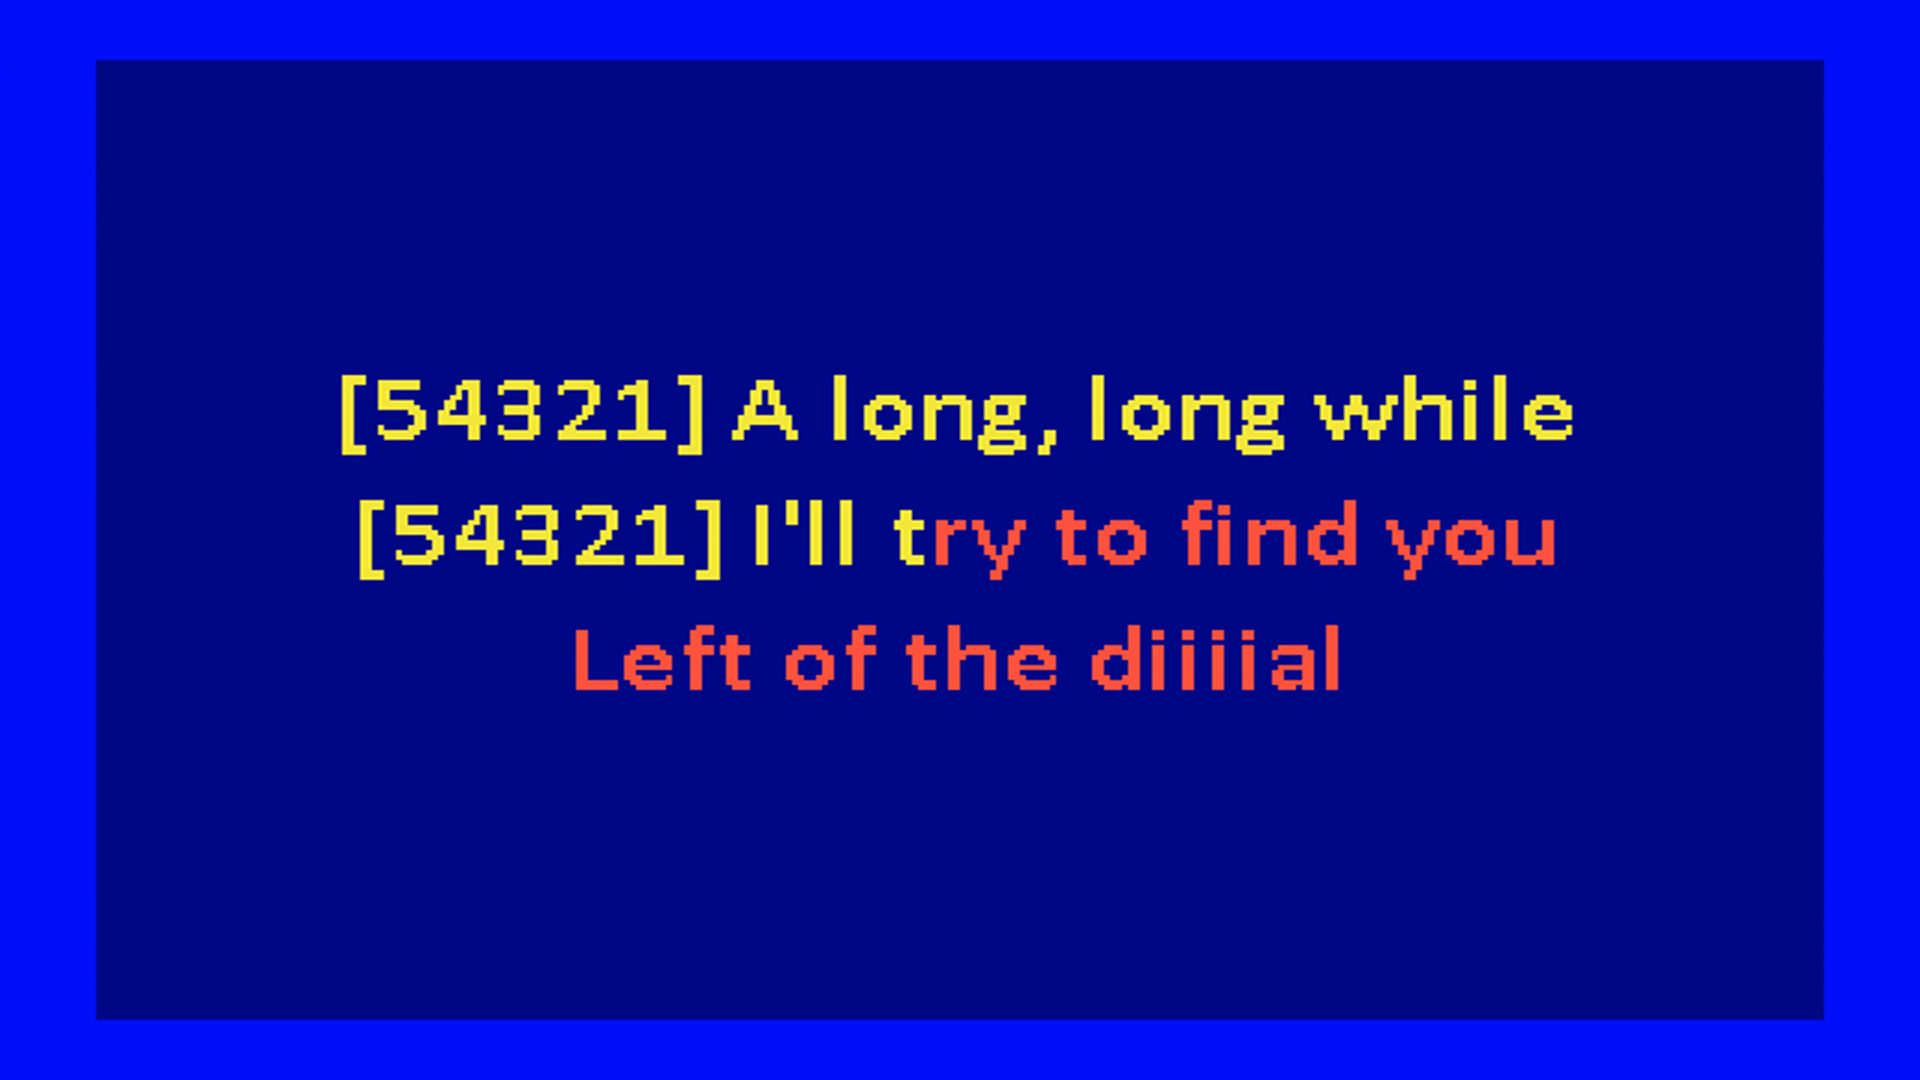 [54321] A long, long while
[54321] I'll try to find you
Left of the diiiial